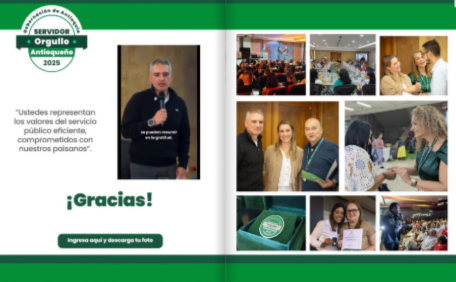 Gobernación de Antioquia
SERVIDOR
Orgullo
Antioqueño
2025
se pueden resumir
en la gratitud,
"Ustedes representan
los valores del servicio
público eficiente,
comprometidos con
nuestros paisanos".
¡Gracias!
Ingresa aquí y descarga tu foto